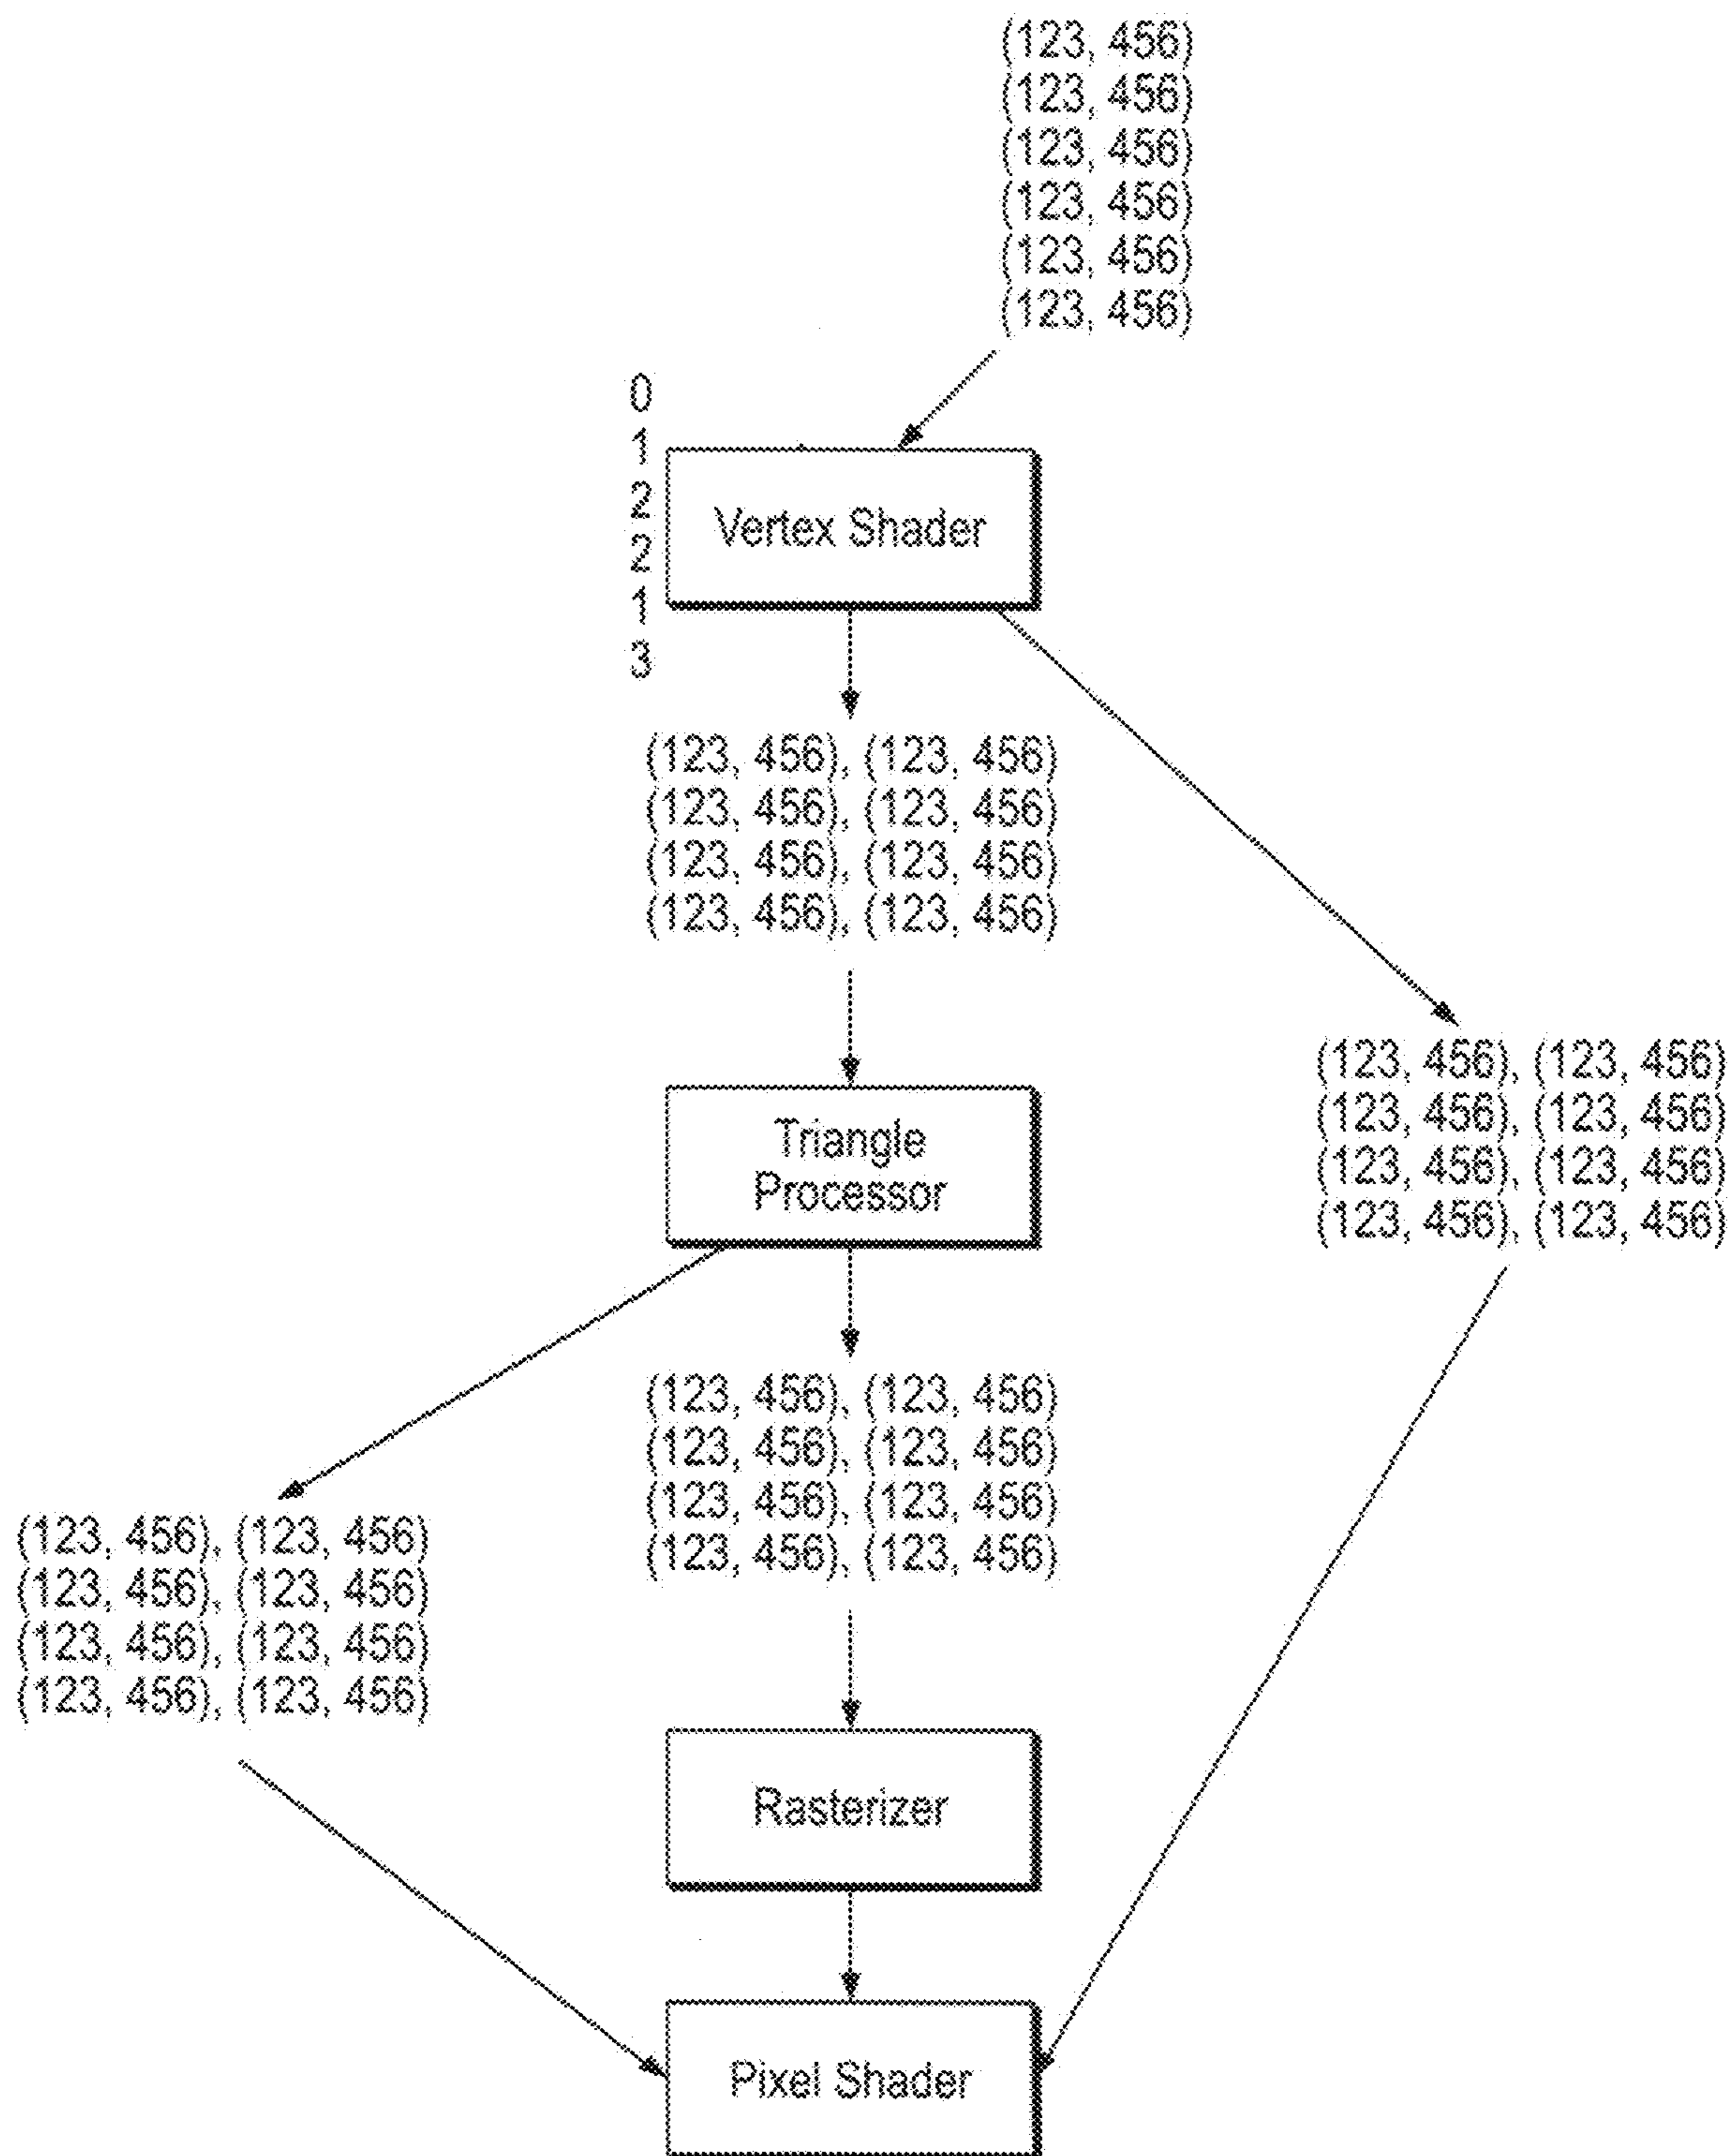 (123, 456)
(123, 456)
(123, 456)
(123, 456)
(123, 456)
(123, 456)
0
1
2
2
1
3
Vertex Shader
(123, 456), (123, 456)
(123, 456), (123, 456)
(123, 456), (123, 456)
(123, 456), (123, 456)
(123, 456), (123, 456)
(123, 456), (123, 456)
(123, 456), (123, 456)
(123, 456), (123, 456)
Triangle
Processor
(123, 456), (123, 456)
(123, 456), (123, 456)
(123, 456), (123, 456)
(123, 456), (123, 456)
(123, 456), (123, 456)
(123, 456), (123, 456)
(123, 456), (123, 456)
(123, 456), (123, 456)
Rasterizer
Pixel Shader